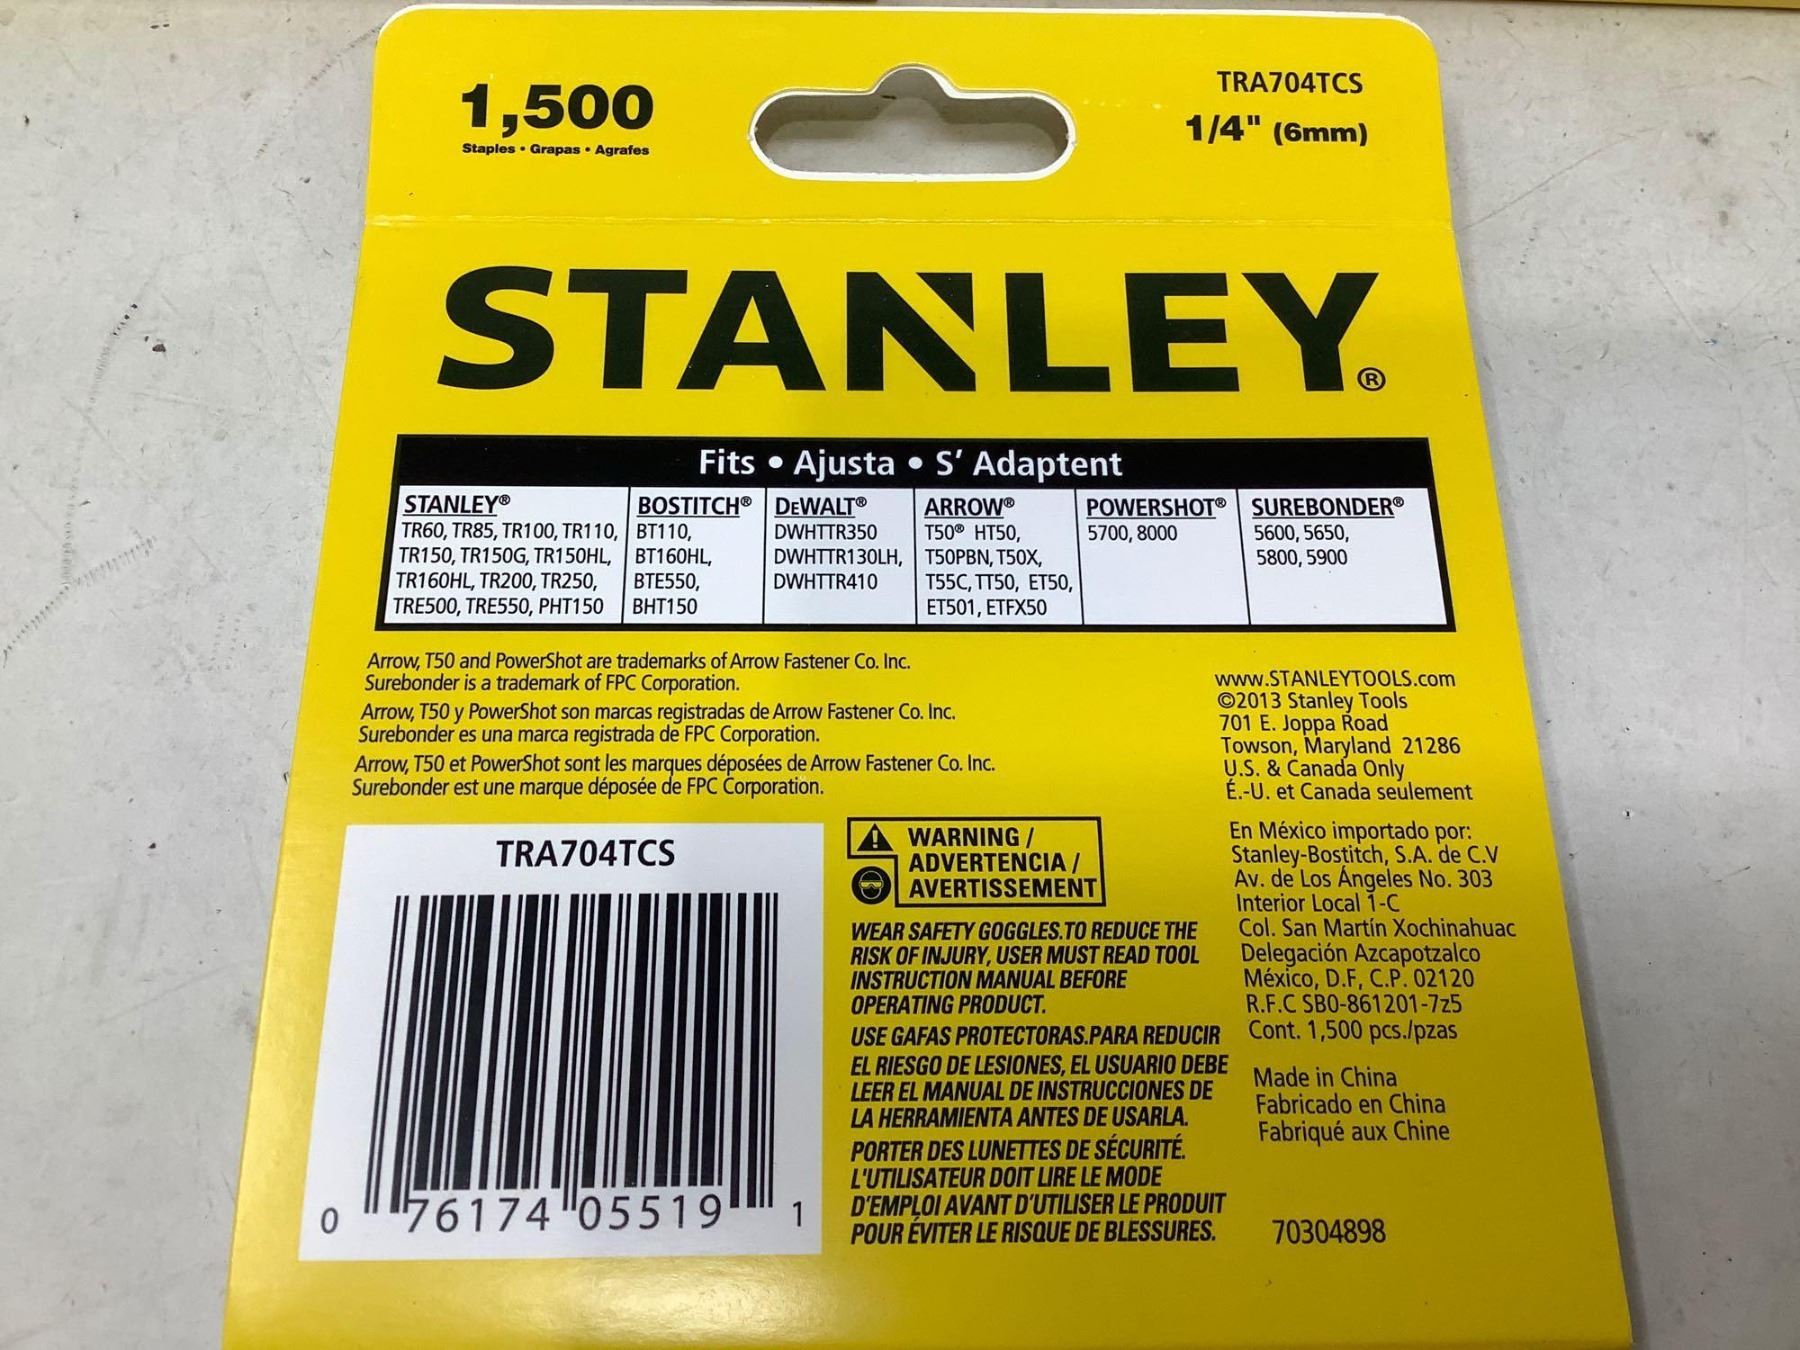 1,500
Staples • Grapas • Agrafes
TRA704TCS
1/4" (6mm)
STANLEY®
Fits • Ajusta • S' Adaptent
STANLEY®
TR60, TR85, TR100, TR110,
TR150, TR150G, TR150HL,
TR160HL, TR200, TR250,
TRE500, TRE550, PHT150
BOSTITCH®
BT110,
BT160HL,
BTE550,
BHT150
DEWALT®
DWHTTR350
DWHTTR130LH,
DWHTTR410
ARROW®
T50® HT50,
T50PBN, T50X,
T55C, TT50, ET50,
ET501, ETFX50
POWERSHOT®
5700, 8000
SUREBONDER®
5600, 5650,
5800, 5900
Arrow, T50 and PowerShot are trademarks of Arrow Fastener Co. Inc.
Surebonder is a trademark of FPC Corporation.
Arrow, T50 y PowerShot son marcas registradas de Arrow Fastener Co. Inc.
Surebonder es una marca registrada de FPC Corporation.
Arrow, T50 et PowerShot sont les marques déposées de Arrow Fastener Co. Inc.
Surebonder est une marque déposée de FPC Corporation.
www.STANLEYTOOLS.com
©2013 Stanley Tools
701 E. Joppa Road
Towson, Maryland 21286
U.S. & Canada Only
É.-U. et Canada seulement
En México importado por:
Stanley-Bostitch, S.A. de C.V
Av. de Los Ángeles No. 303
Interior Local 1-C
Col. San Martín Xochinahuac
Delegación Azcapotzalco
México, D.F, C.P. 02120
R.F.C SBO-861201-7z5
Cont. 1,500 pcs./pzas
Made in China
Fabricado en China
Fabriqué aux Chine
70304898
TRA704TCS
0 76174 05519 1
WARNING /
ADVERTENCIA /
AVERTISSEMENT
WEAR SAFETY GOGGLES.TO REDUCE THE
RISK OF INJURY, USER MUST READ TOOL
INSTRUCTION MANUAL BEFORE
OPERATING PRODUCT.
USE GAFAS PROTECTORAS.PARA REDUCIR
EL RIESGO DE LESIONES, EL USUARIO DEBE
LEER EL MANUAL DE INSTRUCCIONES DE
LA HERRAMIENTA ANTES DE USARLA.
PORTER DES LUNETTES DE SÉCURITÉ.
L'UTILISATEUR DOIT LIRE LE MODE
D'EMPLOI AVANT D'UTILISER LE PRODUIT
POUR ÉVITER LE RISQUE DE BLESSURES.